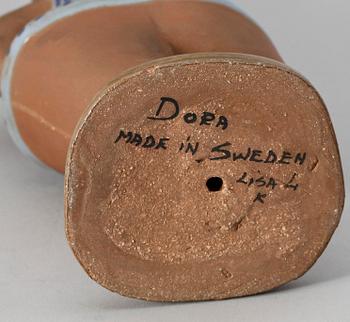 DORA
MADE IN SWEDEN
LISA L
K